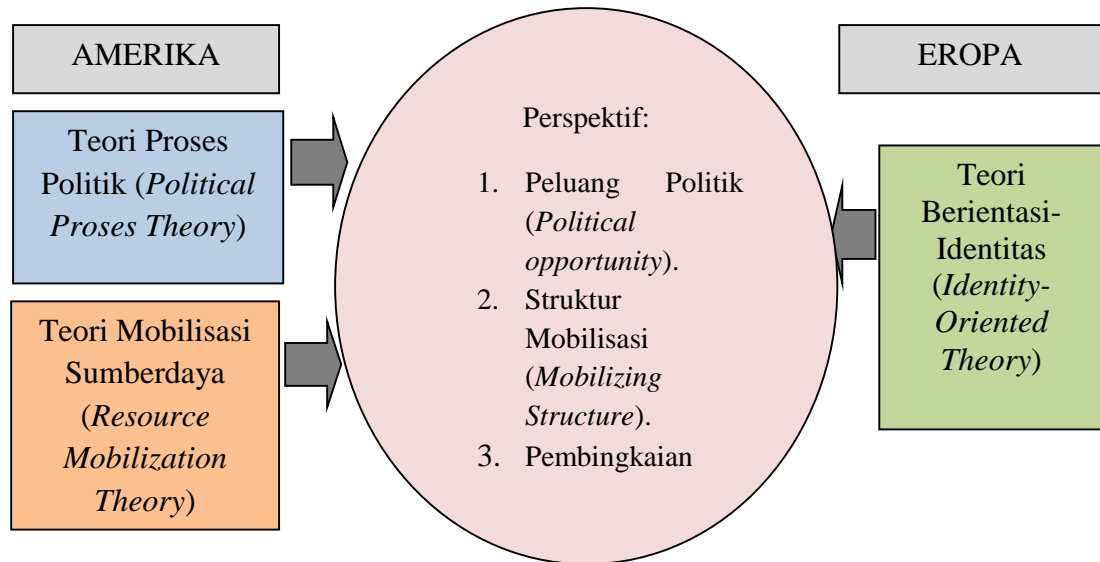 AMERIKA
Teori Proses
Politik (Political
Proses Theory)
Teori Mobilisasi
Sumberdaya
(Resource
Mobilization
Theory)
Perspektif:
1. Peluang Politik
(Political
opportunity).
2. Struktur
Mobilisasi
(Mobilizing
Structure).
3. Pembingkaian
EROPA
Teori
Berientasi-
Identitas
(Identity-
Oriented
Theory)